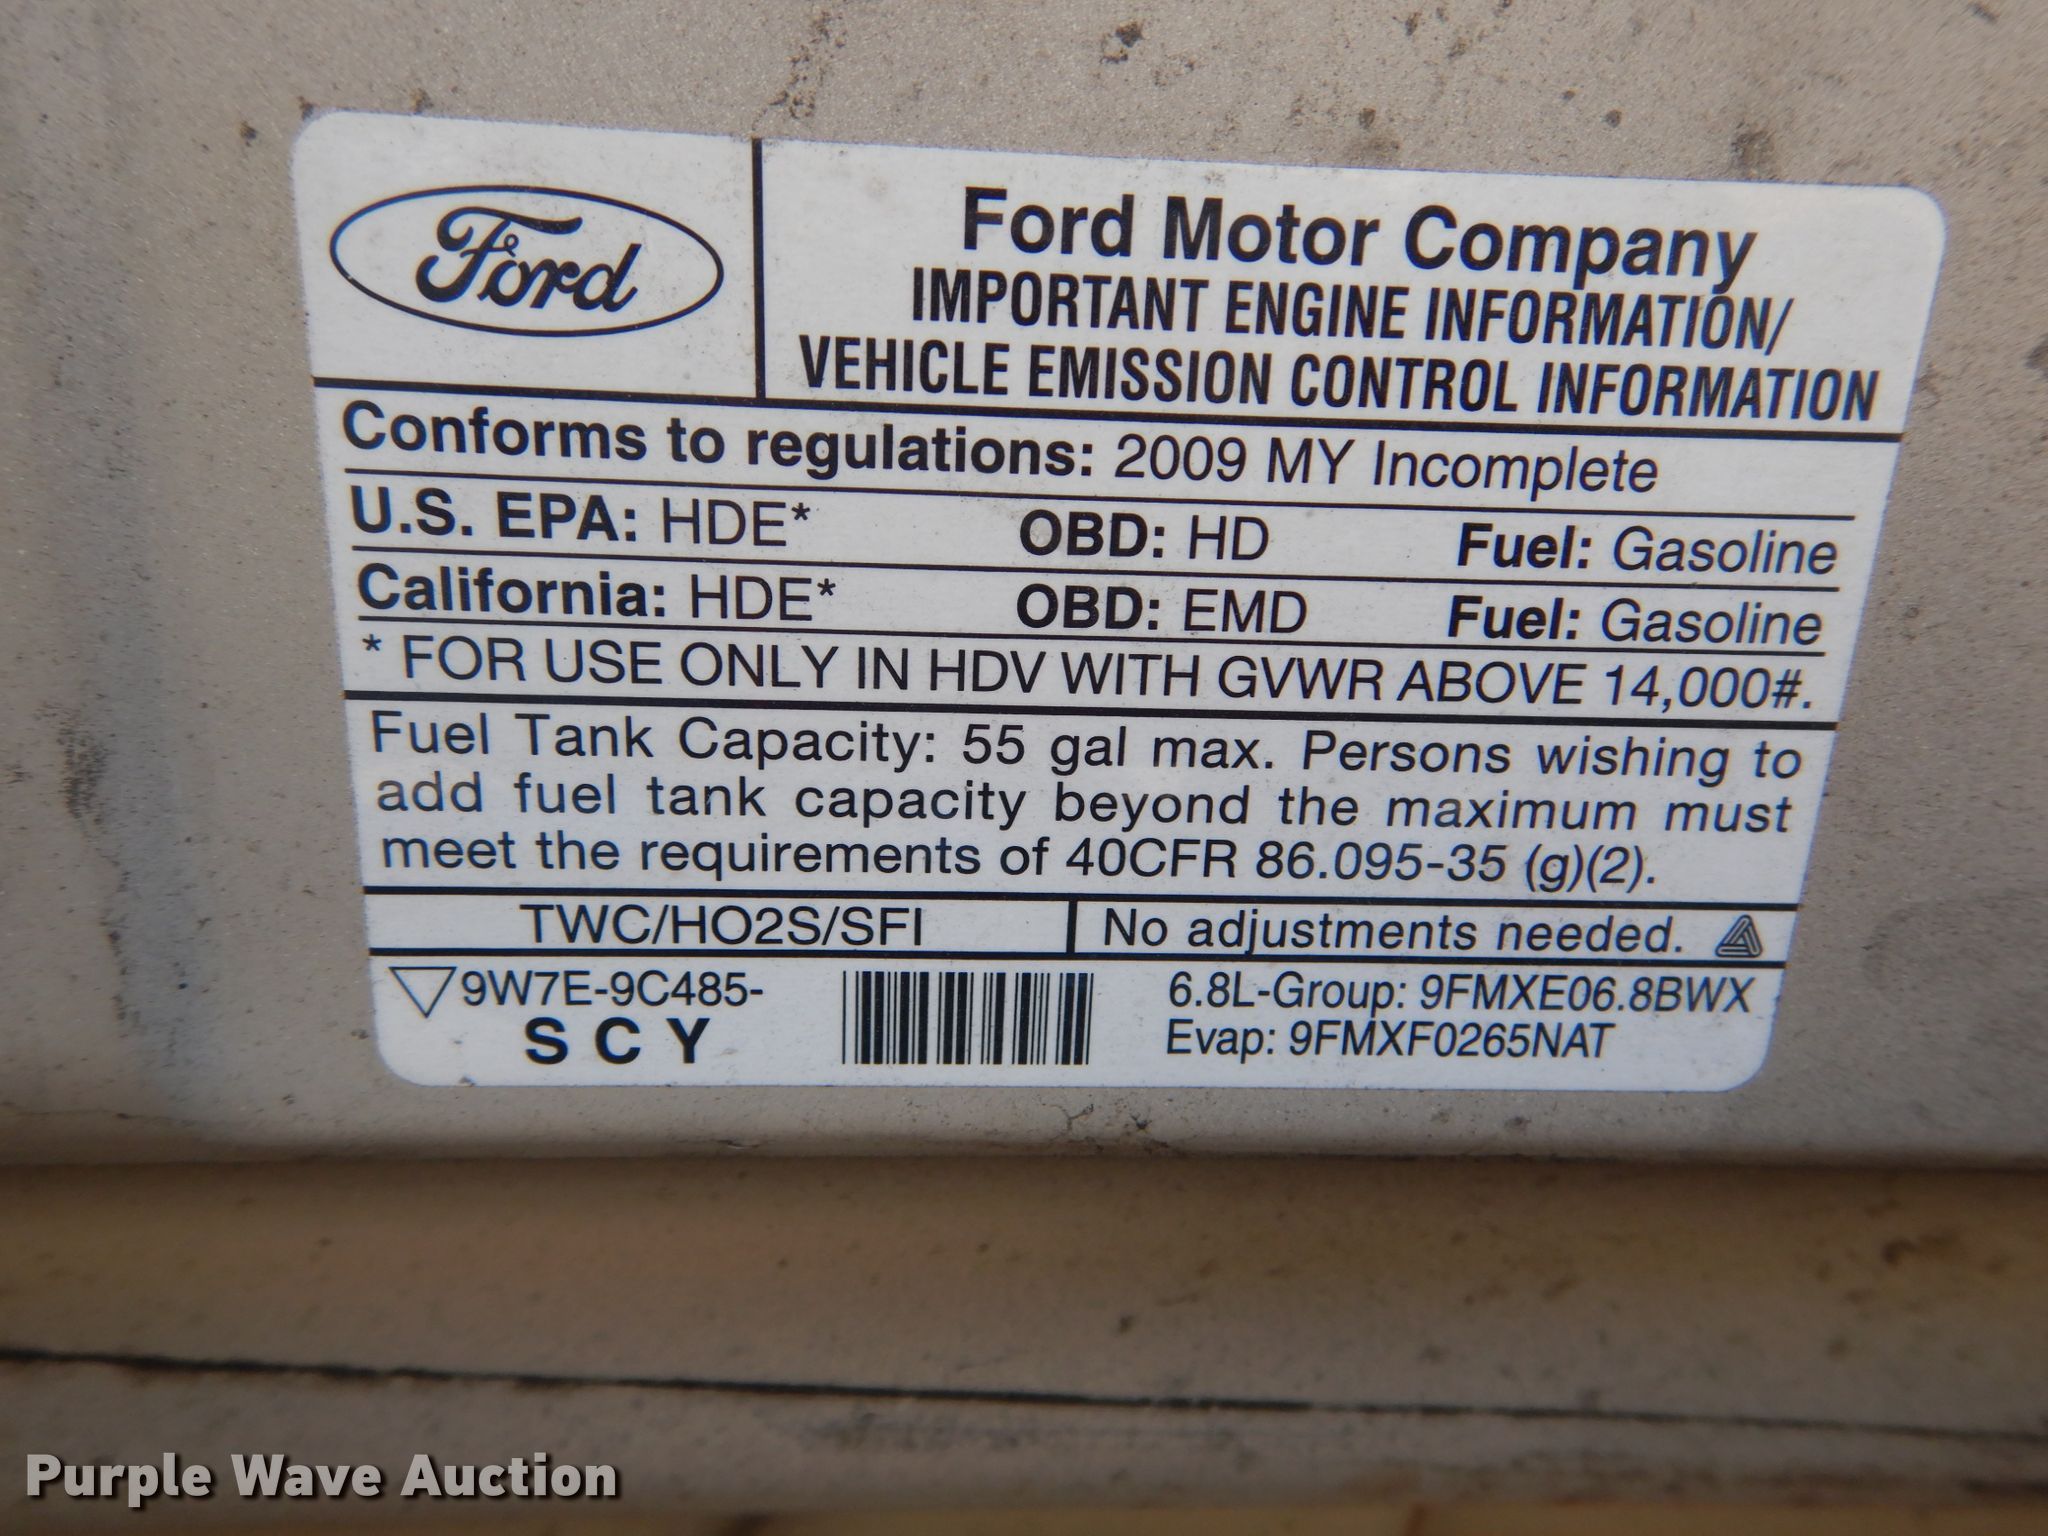 Ford
Ford Motor Company
IMPORTANT ENGINE INFORMATION/
VEHICLE EMISSION CONTROL INFORMATION
Conforms to regulations: 2009 MY Incomplete
U.S. EPA: HDE* OBD: HD Fuel: Gasoline
California: HDE* OBD: EMD Fuel: Gasoline
* FOR USE ONLY IN HDV WITH GVWR ABOVE 14,000#.
Fuel Tank Capacity: 55 gal max. Persons wishing to
add fuel tank capacity beyond the maximum must
meet the requirements of 40CFR 86.095-35 (g)(2).
TWC/HO2S/SFI No adjustments needed.
9W7E-9C485-
S C Y
6.8L-Group: 9FMXE06.8BWX
Evap: 9FMXF0265NAT
Purple Wave Auction